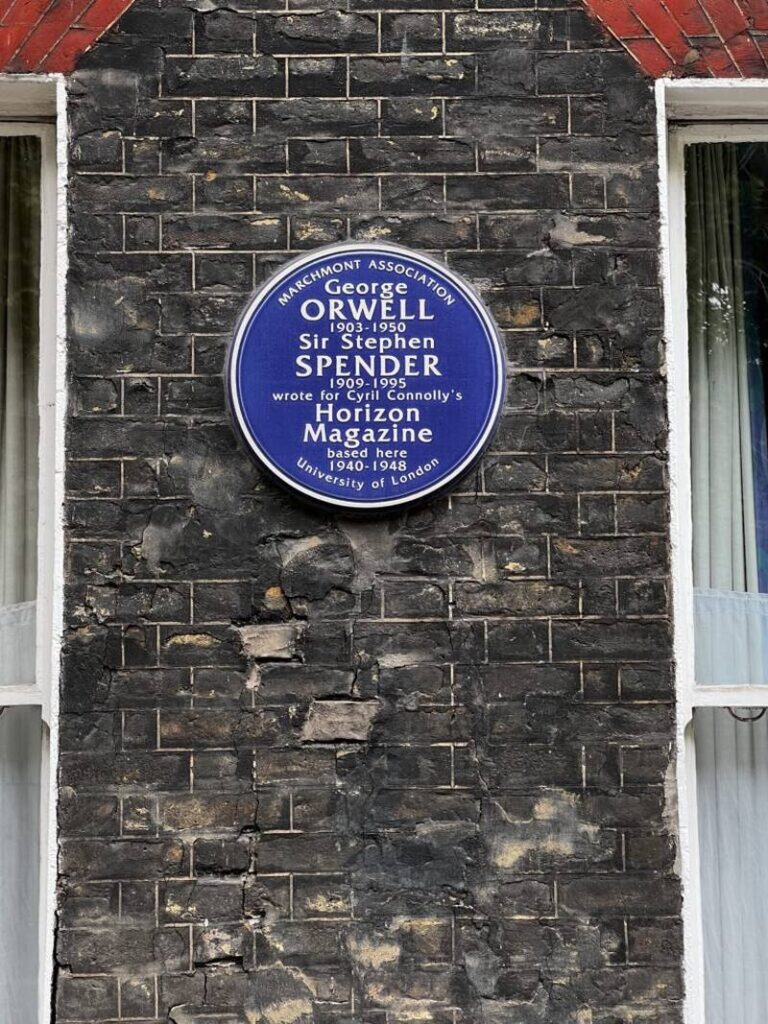 MARCHMONT ASSOCIATION
George
ORWELL
1903-1950
Sir Stephen
SPENDER
1909-1995
wrote for Cyril Connolly's
Horizon
Magazine
based here
1940-1948
University of London